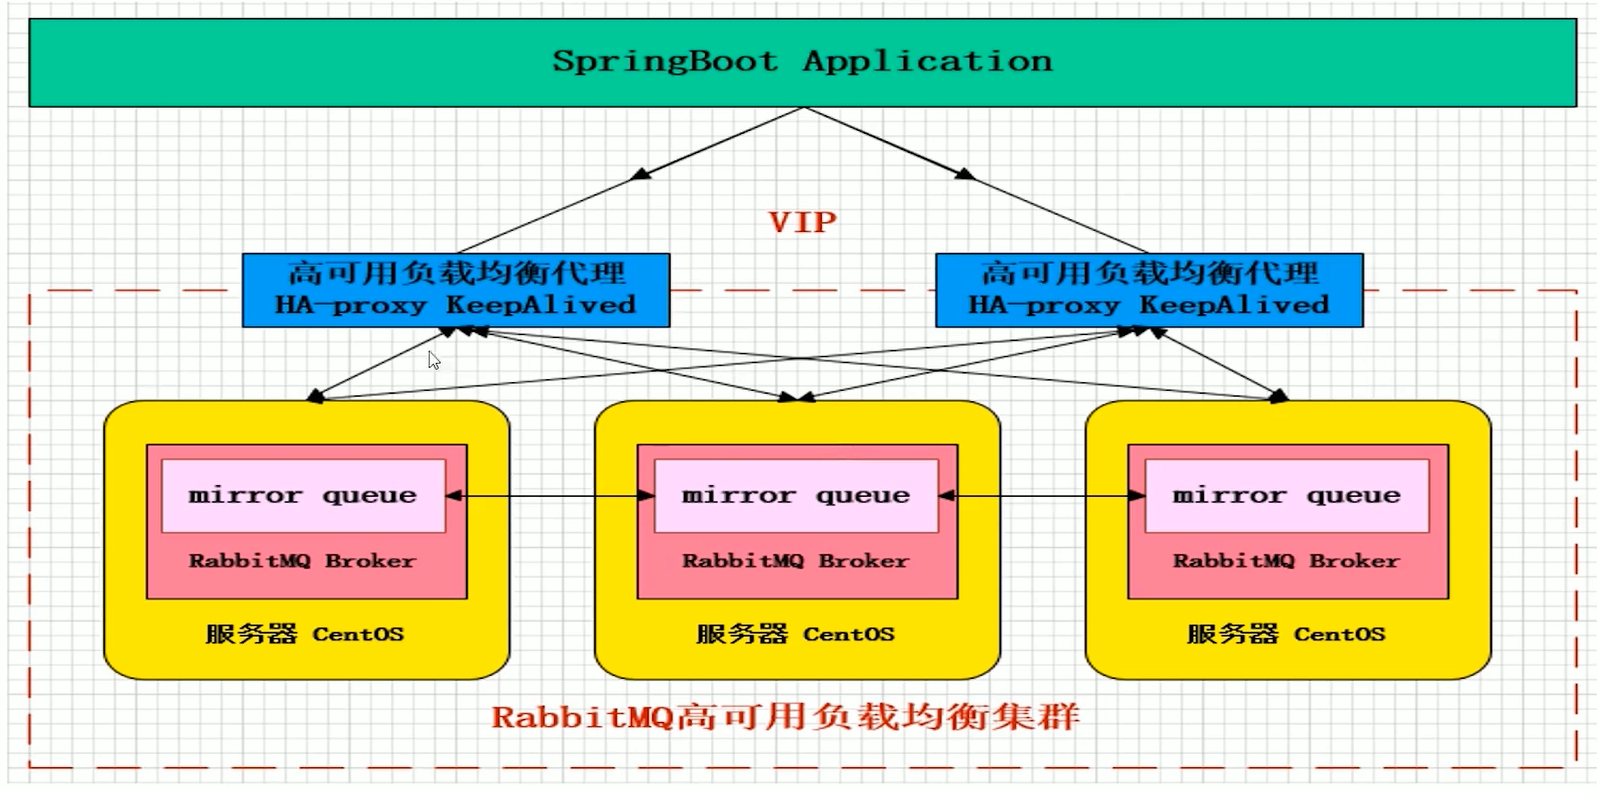 SpringBoot Application
VIP
高可用负载均衡代理
HA-proxy KeepAlived
高可用负载均衡代理
HA-proxy KeepAlived
mirror queue
RabbitMQ Broker
服务器 CentOS
mirror queue
RabbitMQ Broker
服务器 CentOS
mirror queue
RabbitMQ Broker
服务器 CentOS
RabbitMQ高可用负载均衡集群